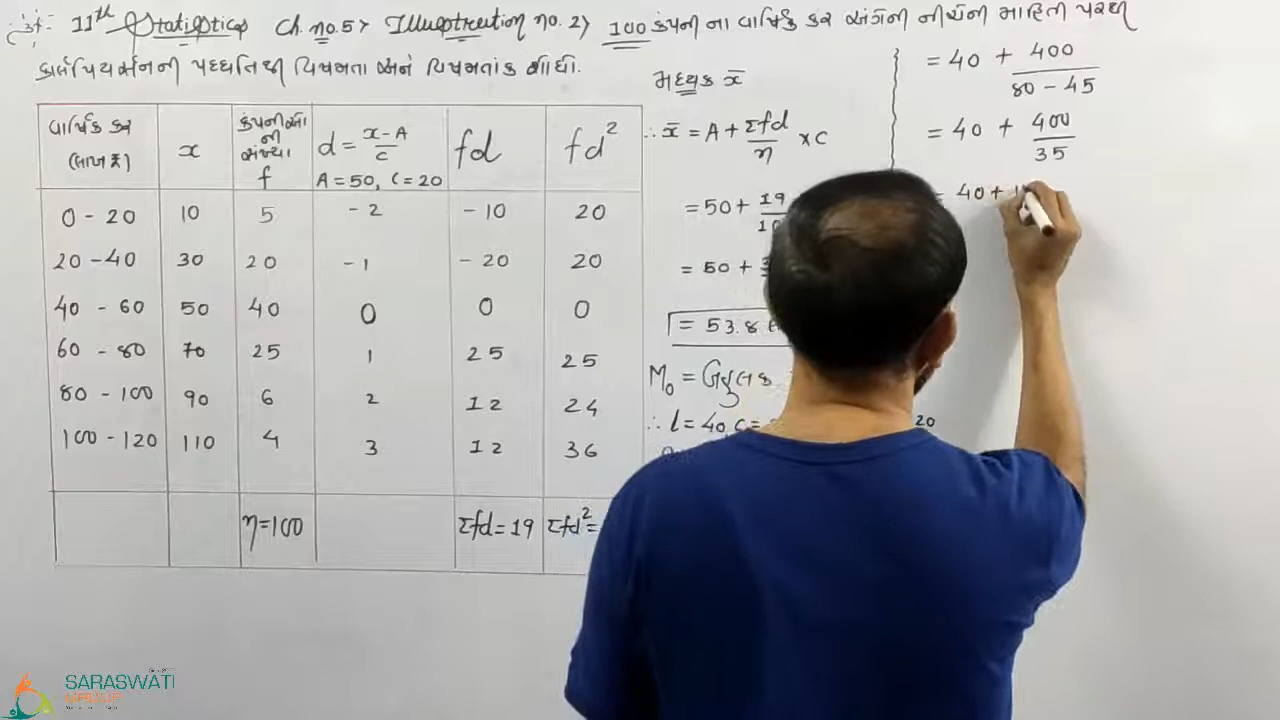 11th Statistics Ch. no. 5> Illustration no. 2) 100 કંપની ના વાર્ષિક કર અંગેની નીચેની માહિતી પરથી
કાર્લપિયર્સનની પધ્ધતિથી વિષમતા અને વિષમતાંક શોધો.
વાર્ષિક કર (લાખ ₹) x કંપનીઓની સંખ્યા f d = x-A/c A=50, C=20 fd fd²
0 - 20 10 5 -2 -10 20
20 - 40 30 20 -1 -20 20
40 - 60 50 40 0 0 0
60 - 80 70 25 1 25 25
80 - 100 90 6 2 12 24
100 - 120 110 4 3 12 36
n=100 Σfd=19 Σfd²=
મધ્યક x̄
∴ x̄ = A + Σfd/n × C
= 50 + 19
= 50 +
= 53.8
M₀ = બહુલક
∴ l = 40 C =
20
= 40 + 400/80 - 45
= 40 + 400/35
= 40 +
SARASWATI